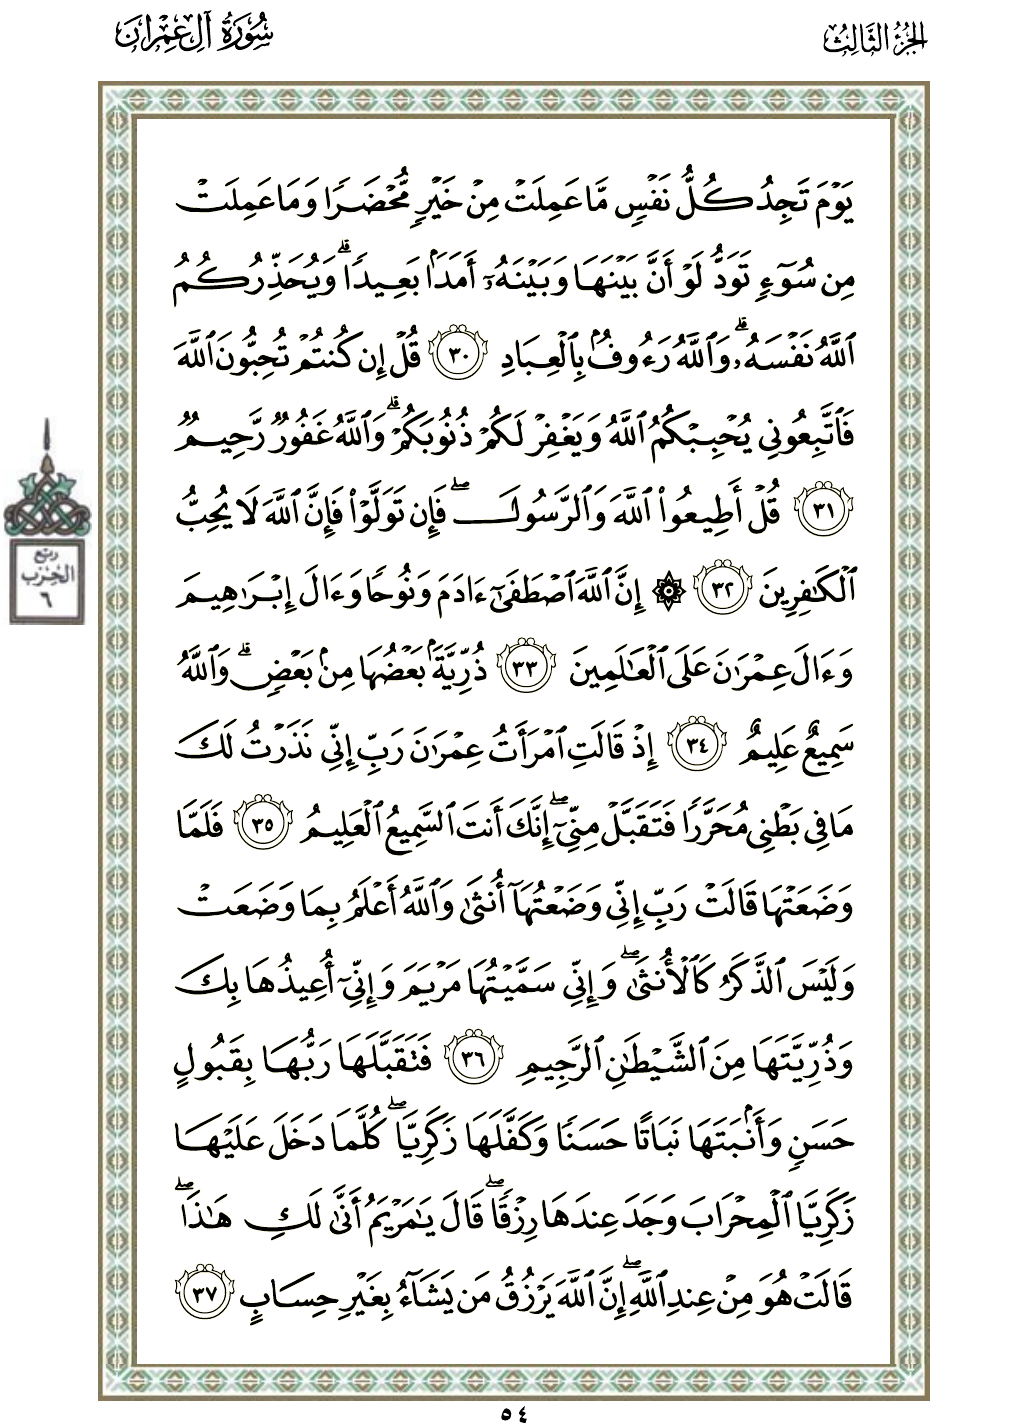 الجزء الثالث
سُورَةُ آلِ عِمْرَان
يَوْمَ تَجِدُ كُلُّ نَفْسٍ مَّا عَمِلَتْ مِنْ خَيْرٍ مُّحْضَرًا وَمَا عَمِلَتْ
مِن سُوٓءٍ تَوَدُّ لَوْ أَنَّ بَيْنَهَا وَبَيْنَهُۥٓ أَمَدَۢا بَعِيدًا ۗ وَيُحَذِّرُكُمُ
ٱللَّهُ نَفْسَهُۥ ۗ وَٱللَّهُ رَءُوفُۢ بِٱلْعِبَادِ ٣٠ قُلْ إِن كُنتُمْ تُحِبُّونَ ٱللَّهَ
فَٱتَّبِعُونِى يُحْبِبْكُمُ ٱللَّهُ وَيَغْفِرْ لَكُمْ ذُنُوبَكُمْ ۗ وَٱللَّهُ غَفُورٌ رَّحِيمٌ
٣١ قُلْ أَطِيعُوا۟ ٱللَّهَ وَٱلرَّسُولَ ۖ فَإِن تَوَلَّوْا۟ فَإِنَّ ٱللَّهَ لَا يُحِبُّ
ٱلْكَٰفِرِينَ ٣٢ ۞ إِنَّ ٱللَّهَ ٱصْطَفَىٰٓ ءَادَمَ وَنُوحًا وَءَالَ إِبْرَٰهِيمَ
وَءَالَ عِمْرَٰنَ عَلَى ٱلْعَٰلَمِينَ ٣٣ ذُرِّيَّةَۢ بَعْضُهَا مِنۢ بَعْضٍ ۗ وَٱللَّهُ
سَمِيعٌ عَلِيمٌ ٣٤ إِذْ قَالَتِ ٱمْرَأَتُ عِمْرَٰنَ رَبِّ إِنِّى نَذَرْتُ لَكَ
مَا فِى بَطْنِى مُحَرَّرًا فَتَقَبَّلْ مِنِّىٓ ۖ إِنَّكَ أَنتَ ٱلسَّمِيعُ ٱلْعَلِيمُ ٣٥ فَلَمَّا
وَضَعَتْهَا قَالَتْ رَبِّ إِنِّى وَضَعْتُهَآ أُنثَىٰ وَٱللَّهُ أَعْلَمُ بِمَا وَضَعَتْ
وَلَيْسَ ٱلذَّكَرُ كَٱلْأُنثَىٰ ۖ وَإِنِّى سَمَّيْتُهَا مَرْيَمَ وَإِنِّىٓ أُعِيذُهَا بِكَ
وَذُرِّيَّتَهَا مِنَ ٱلشَّيْطَٰنِ ٱلرَّجِيمِ ٣٦ فَتَقَبَّلَهَا رَبُّهَا بِقَبُولٍ
حَسَنٍ وَأَنۢبَتَهَا نَبَاتًا حَسَنًا وَكَفَّلَهَا زَكَرِيَّا ۖ كُلَّمَا دَخَلَ عَلَيْهَا
زَكَرِيَّا ٱلْمِحْرَابَ وَجَدَ عِندَهَا رِزْقًا ۖ قَالَ يَٰمَرْيَمُ أَنَّىٰ لَكِ هَٰذَا ۖ
قَالَتْ هُوَ مِنْ عِندِ ٱللَّهِ ۖ إِنَّ ٱللَّهَ يَرْزُقُ مَن يَشَآءُ بِغَيْرِ حِسَابٍ ٣٧
ربع
الحزب
٦
٥٤